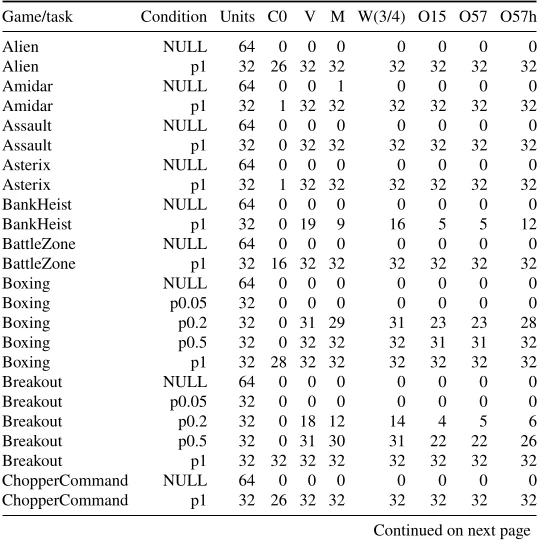 Game/task Condition Units C0 V M W(3/4) O15 O57 O57h
Alien NULL 64 0 0 0 0 0 0 0
Alien p1 32 26 32 32 32 32 32 32
Amidar NULL 64 0 0 1 0 0 0 0
Amidar p1 32 1 32 32 32 32 32 32
Assault NULL 64 0 0 0 0 0 0 0
Assault p1 32 0 32 32 32 32 32 32
Asterix NULL 64 0 0 0 0 0 0 0
Asterix p1 32 1 32 32 32 32 32 32
BankHeist NULL 64 0 0 0 0 0 0 0
BankHeist p1 32 0 19 9 16 5 5 12
BattleZone NULL 64 0 0 0 0 0 0 0
BattleZone p1 32 16 32 32 32 32 32 32
Boxing NULL 64 0 0 0 0 0 0 0
Boxing p0.05 32 0 0 0 0 0 0 0
Boxing p0.2 32 0 31 29 31 23 23 28
Boxing p0.5 32 0 32 32 32 31 31 32
Boxing p1 32 28 32 32 32 32 32 32
Breakout NULL 64 0 0 0 0 0 0 0
Breakout p0.05 32 0 0 0 0 0 0 0
Breakout p0.2 32 0 18 12 14 4 5 6
Breakout p0.5 32 0 31 30 31 22 22 26
Breakout p1 32 32 32 32 32 32 32 32
ChopperCommand NULL 64 0 0 0 0 0 0 0
ChopperCommand p1 32 26 32 32 32 32 32 32
Continued on next page